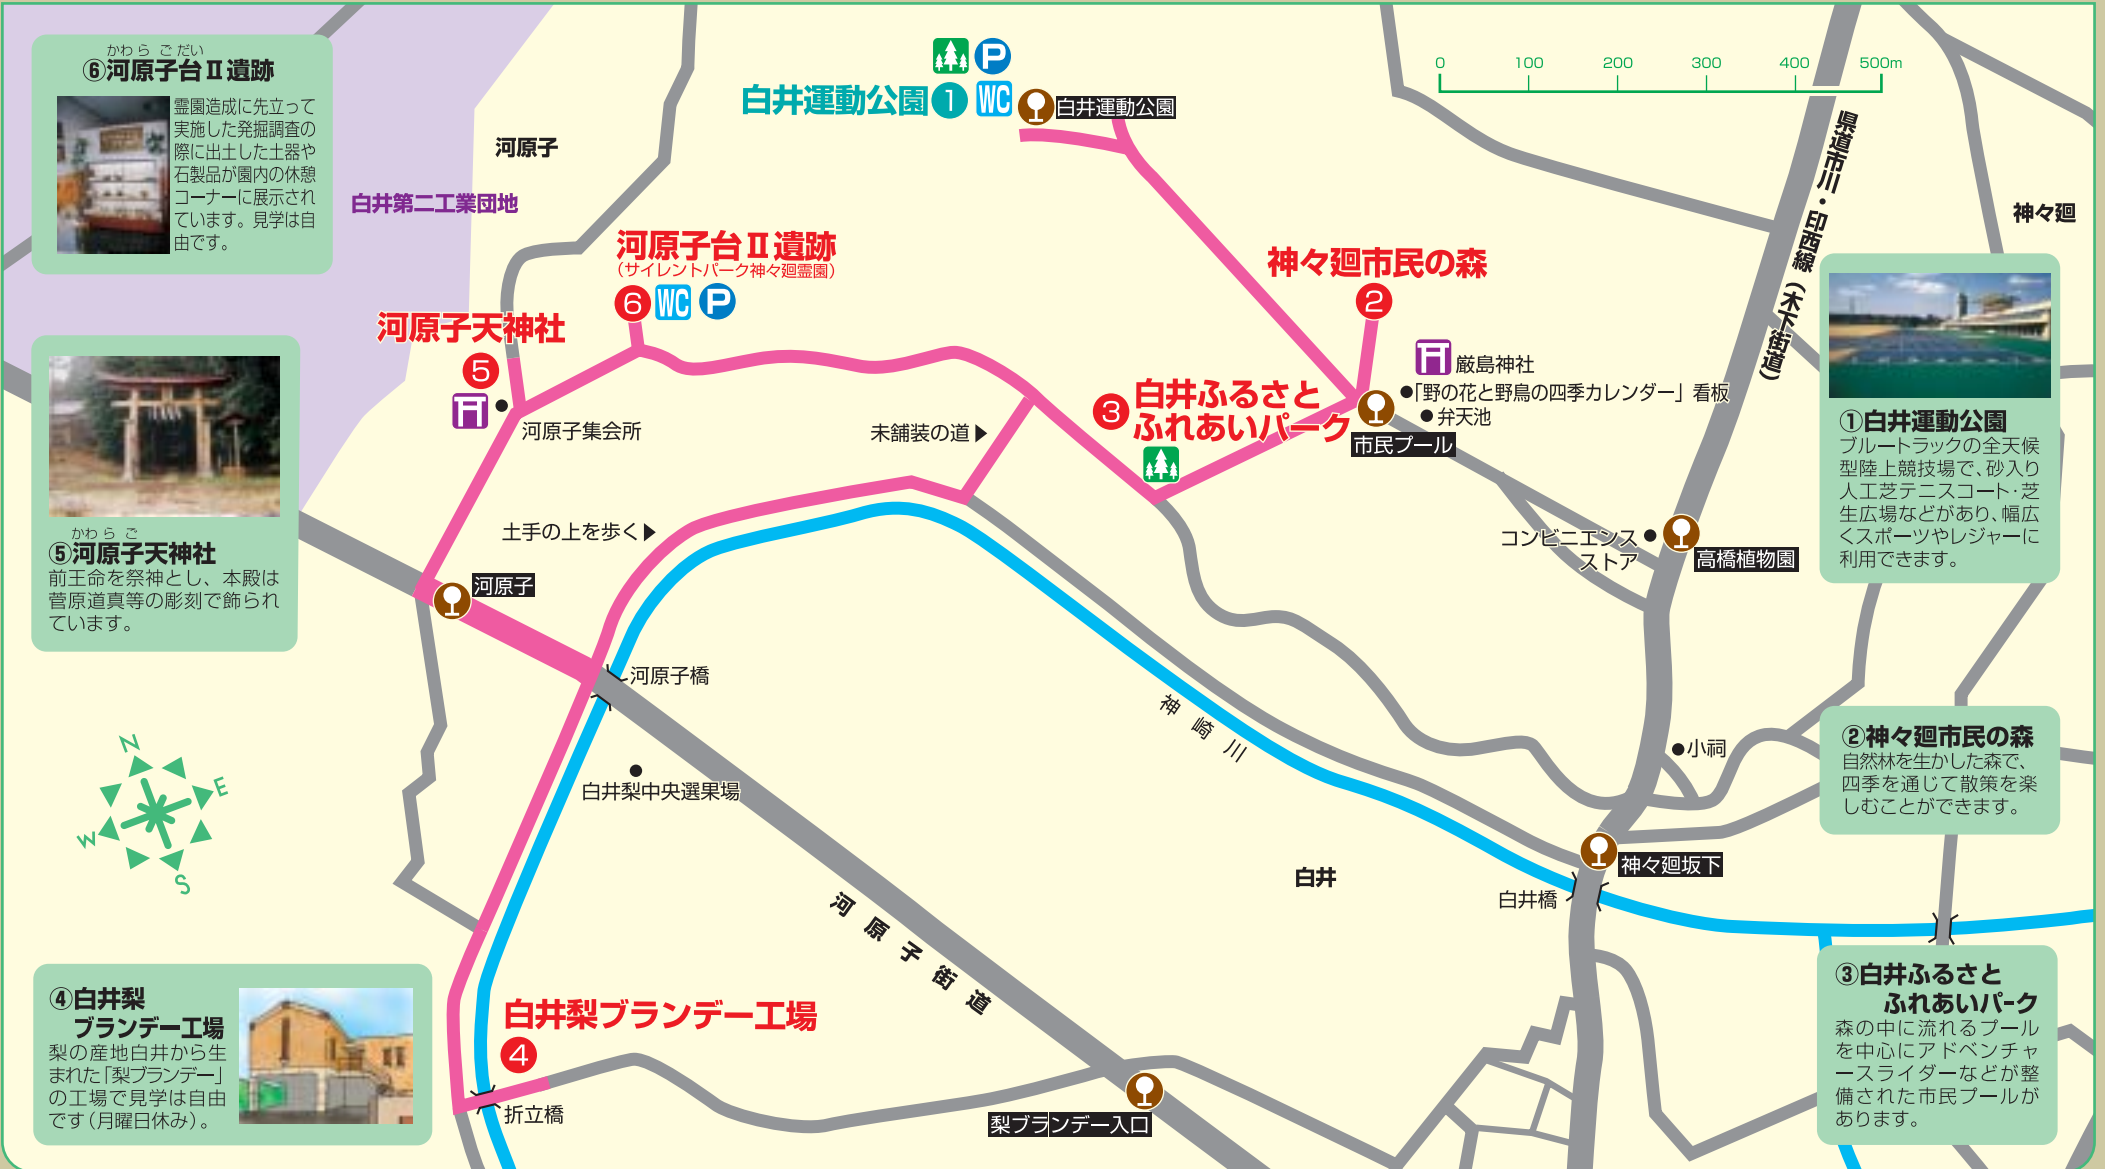 かわらごだい
⑥河原子台Ⅱ遺跡
霊園造成に先立って
実施した発掘調査の
際に出土した土器や
石製品が園内の休憩
コーナーに展示され
ています。見学は自
由です。
河原子
白井第二工業団地
白井運動公園①
P
WC
白井運動公園
0 100 200 300 400 500m
県道市川・印西線(木下街道)
神々廻
河原子台Ⅱ遺跡
(サイレントパーク神々廻霊園)
⑥
WC
P
神々廻市民の森
②
河原子天神社
⑤
河原子集会所
厳島神社
「野の花と野鳥の四季カレンダー」看板
弁天池
市民プール
③白井ふるさと
ふれあいパーク
未舗装の道▶
土手の上を歩く▶
コンビニエンス
ストア
高橋植物園
①白井運動公園
ブルートラックの全天候
型陸上競技場で、砂入り
人工芝テニスコート・芝
生広場などがあり、幅広
くスポーツやレジャーに
利用できます。
かわらご
⑤河原子天神社
前王命を祭神とし、本殿は
菅原道真等の彫刻で飾られ
ています。
河原子
河原子橋
神崎川
白井梨中央選果場
小祠
②神々廻市民の森
自然林を生かした森で、
四季を通じて散策を楽
しむことができます。
N
E
W
S
河原子街道
白井
神々廻坂下
白井橋
④白井梨
ブランデー工場
梨の産地白井から生
まれた「梨ブランデー」
の工場で見学は自由
です(月曜日休み)。
白井梨ブランデー工場
④
折立橋
梨ブランデー入口
③白井ふるさと
ふれあいパーク
森の中に流れるプール
を中心にアドベンチャ
ースライダーなどが整
備された市民プールが
あります。